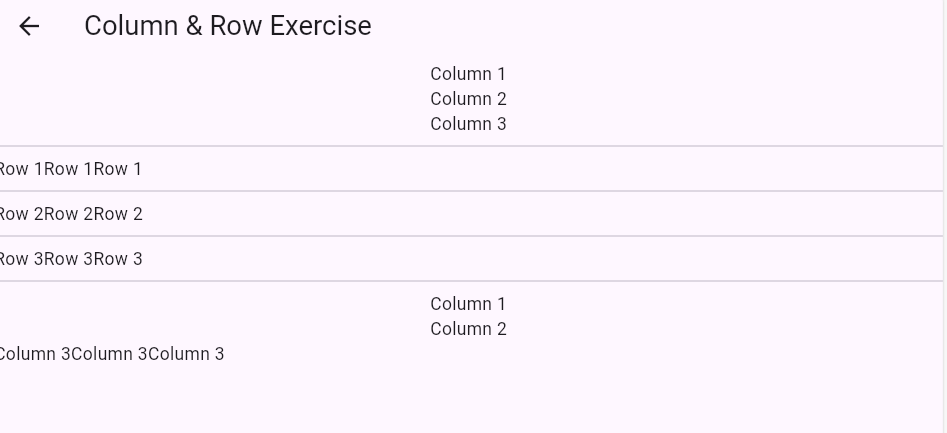 Column & Row Exercise
Column 1
Column 2
Column 3
Row 1Row 1Row 1
Row 2Row 2Row 2
Row 3Row 3Row 3
Column 1
Column 2
Column 3Column 3Column 3